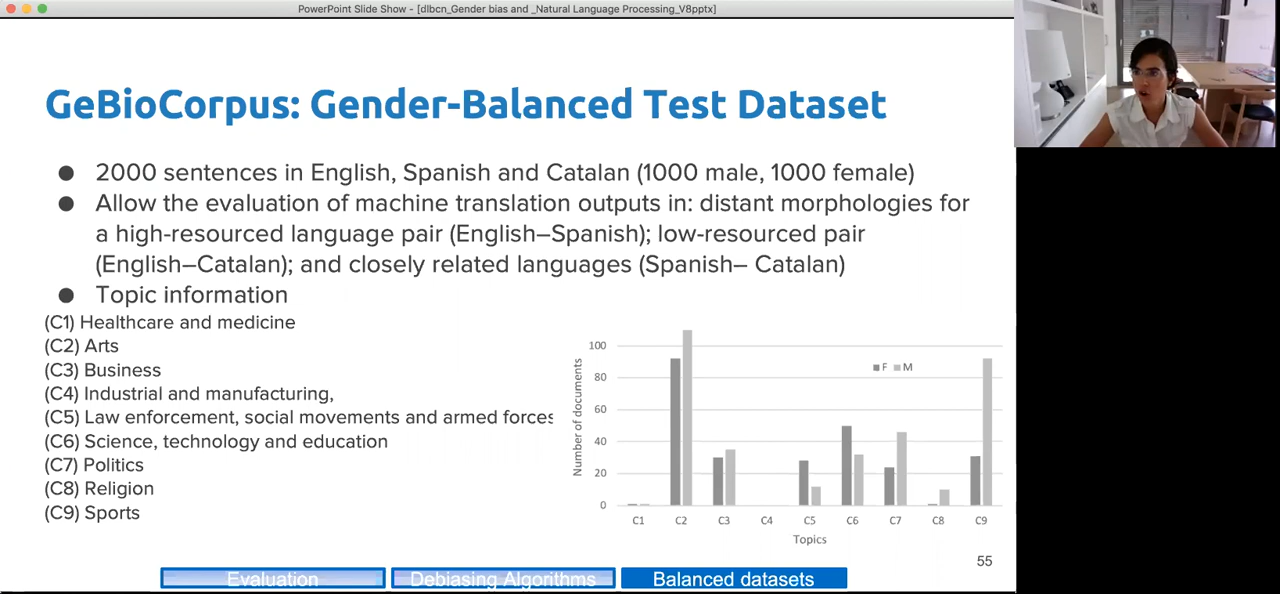 PowerPoint Slide Show - [dlbcn_Gender bias and _Natural Language Processing_V8pptx]
GeBioCorpus: Gender-Balanced Test Dataset
● 2000 sentences in English, Spanish and Catalan (1000 male, 1000 female)
● Allow the evaluation of machine translation outputs in: distant morphologies for
a high-resourced language pair (English–Spanish); low-resourced pair
(English–Catalan); and closely related languages (Spanish– Catalan)
● Topic information
(C1) Healthcare and medicine
(C2) Arts
(C3) Business
(C4) Industrial and manufacturing,
(C5) Law enforcement, social movements and armed forces
(C6) Science, technology and education
(C7) Politics
(C8) Religion
(C9) Sports
Number of documents
100
80
60
40
20
0
F M
C1 C2 C3 C4 C5 C6 C7 C8 C9
Topics
55
Evaluation Debiasing Algorithms Balanced datasets